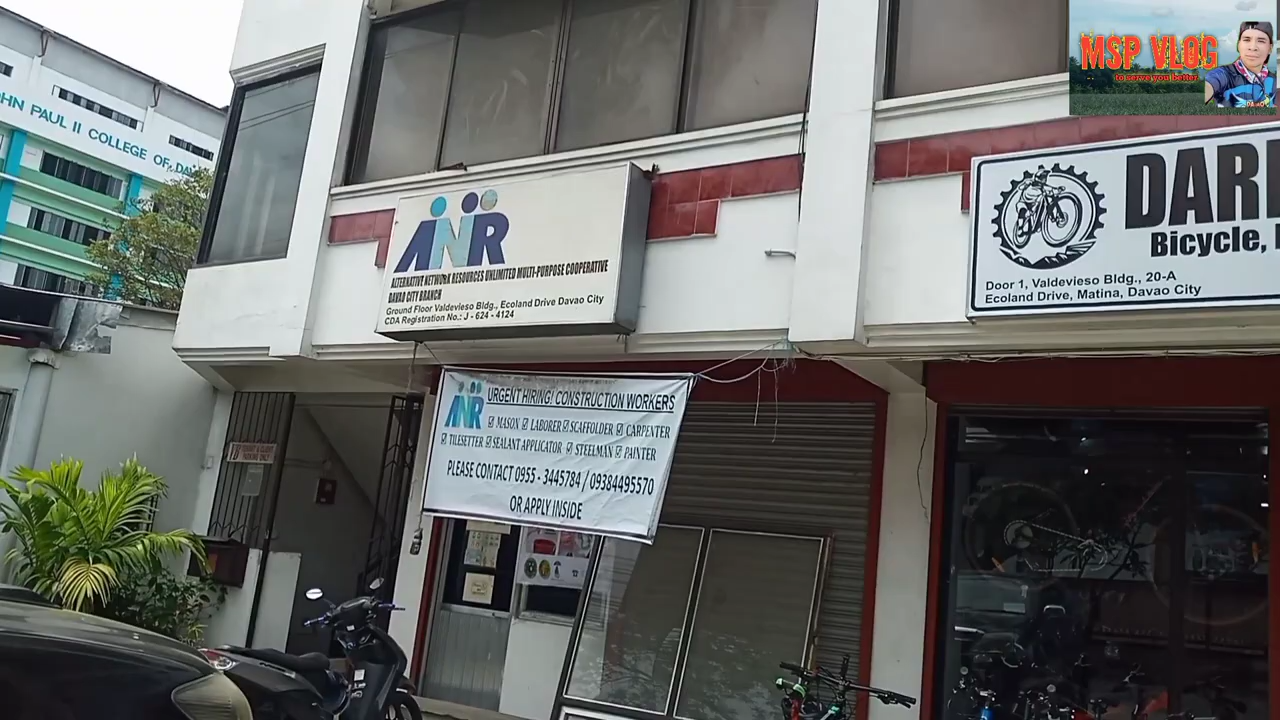 MSP VLOG
to serve you better
OHN PAUL II COLLEGE OF DA
ANR
ALTERNATIVE NETWORK RESOURCES UNLIMITED MULTI-PURPOSE COOPERATIVE
DAVAO CITY BRANCH
Ground Floor Valdevieso Bldg., Ecoland Drive Davao City
CDA Registration No.: J - 624 - 4124
DAR
Bicycle,
Door 1, Valdevieso Bldg., 20-A
Ecoland Drive, Matina, Davao City
ANR
URGENT HIRING! CONSTRUCTION WORKERS
☑ MASON ☑ LABORER ☑ SCAFFOLDER ☑ CARPENTER
☑ TILESETTER ☑ SEALANT APPLICATOR ☑ STEELMAN ☑ PAINTER
PLEASE CONTACT 0955 - 3445784 / 09384495570
OR APPLY INSIDE
PARKING ONLY